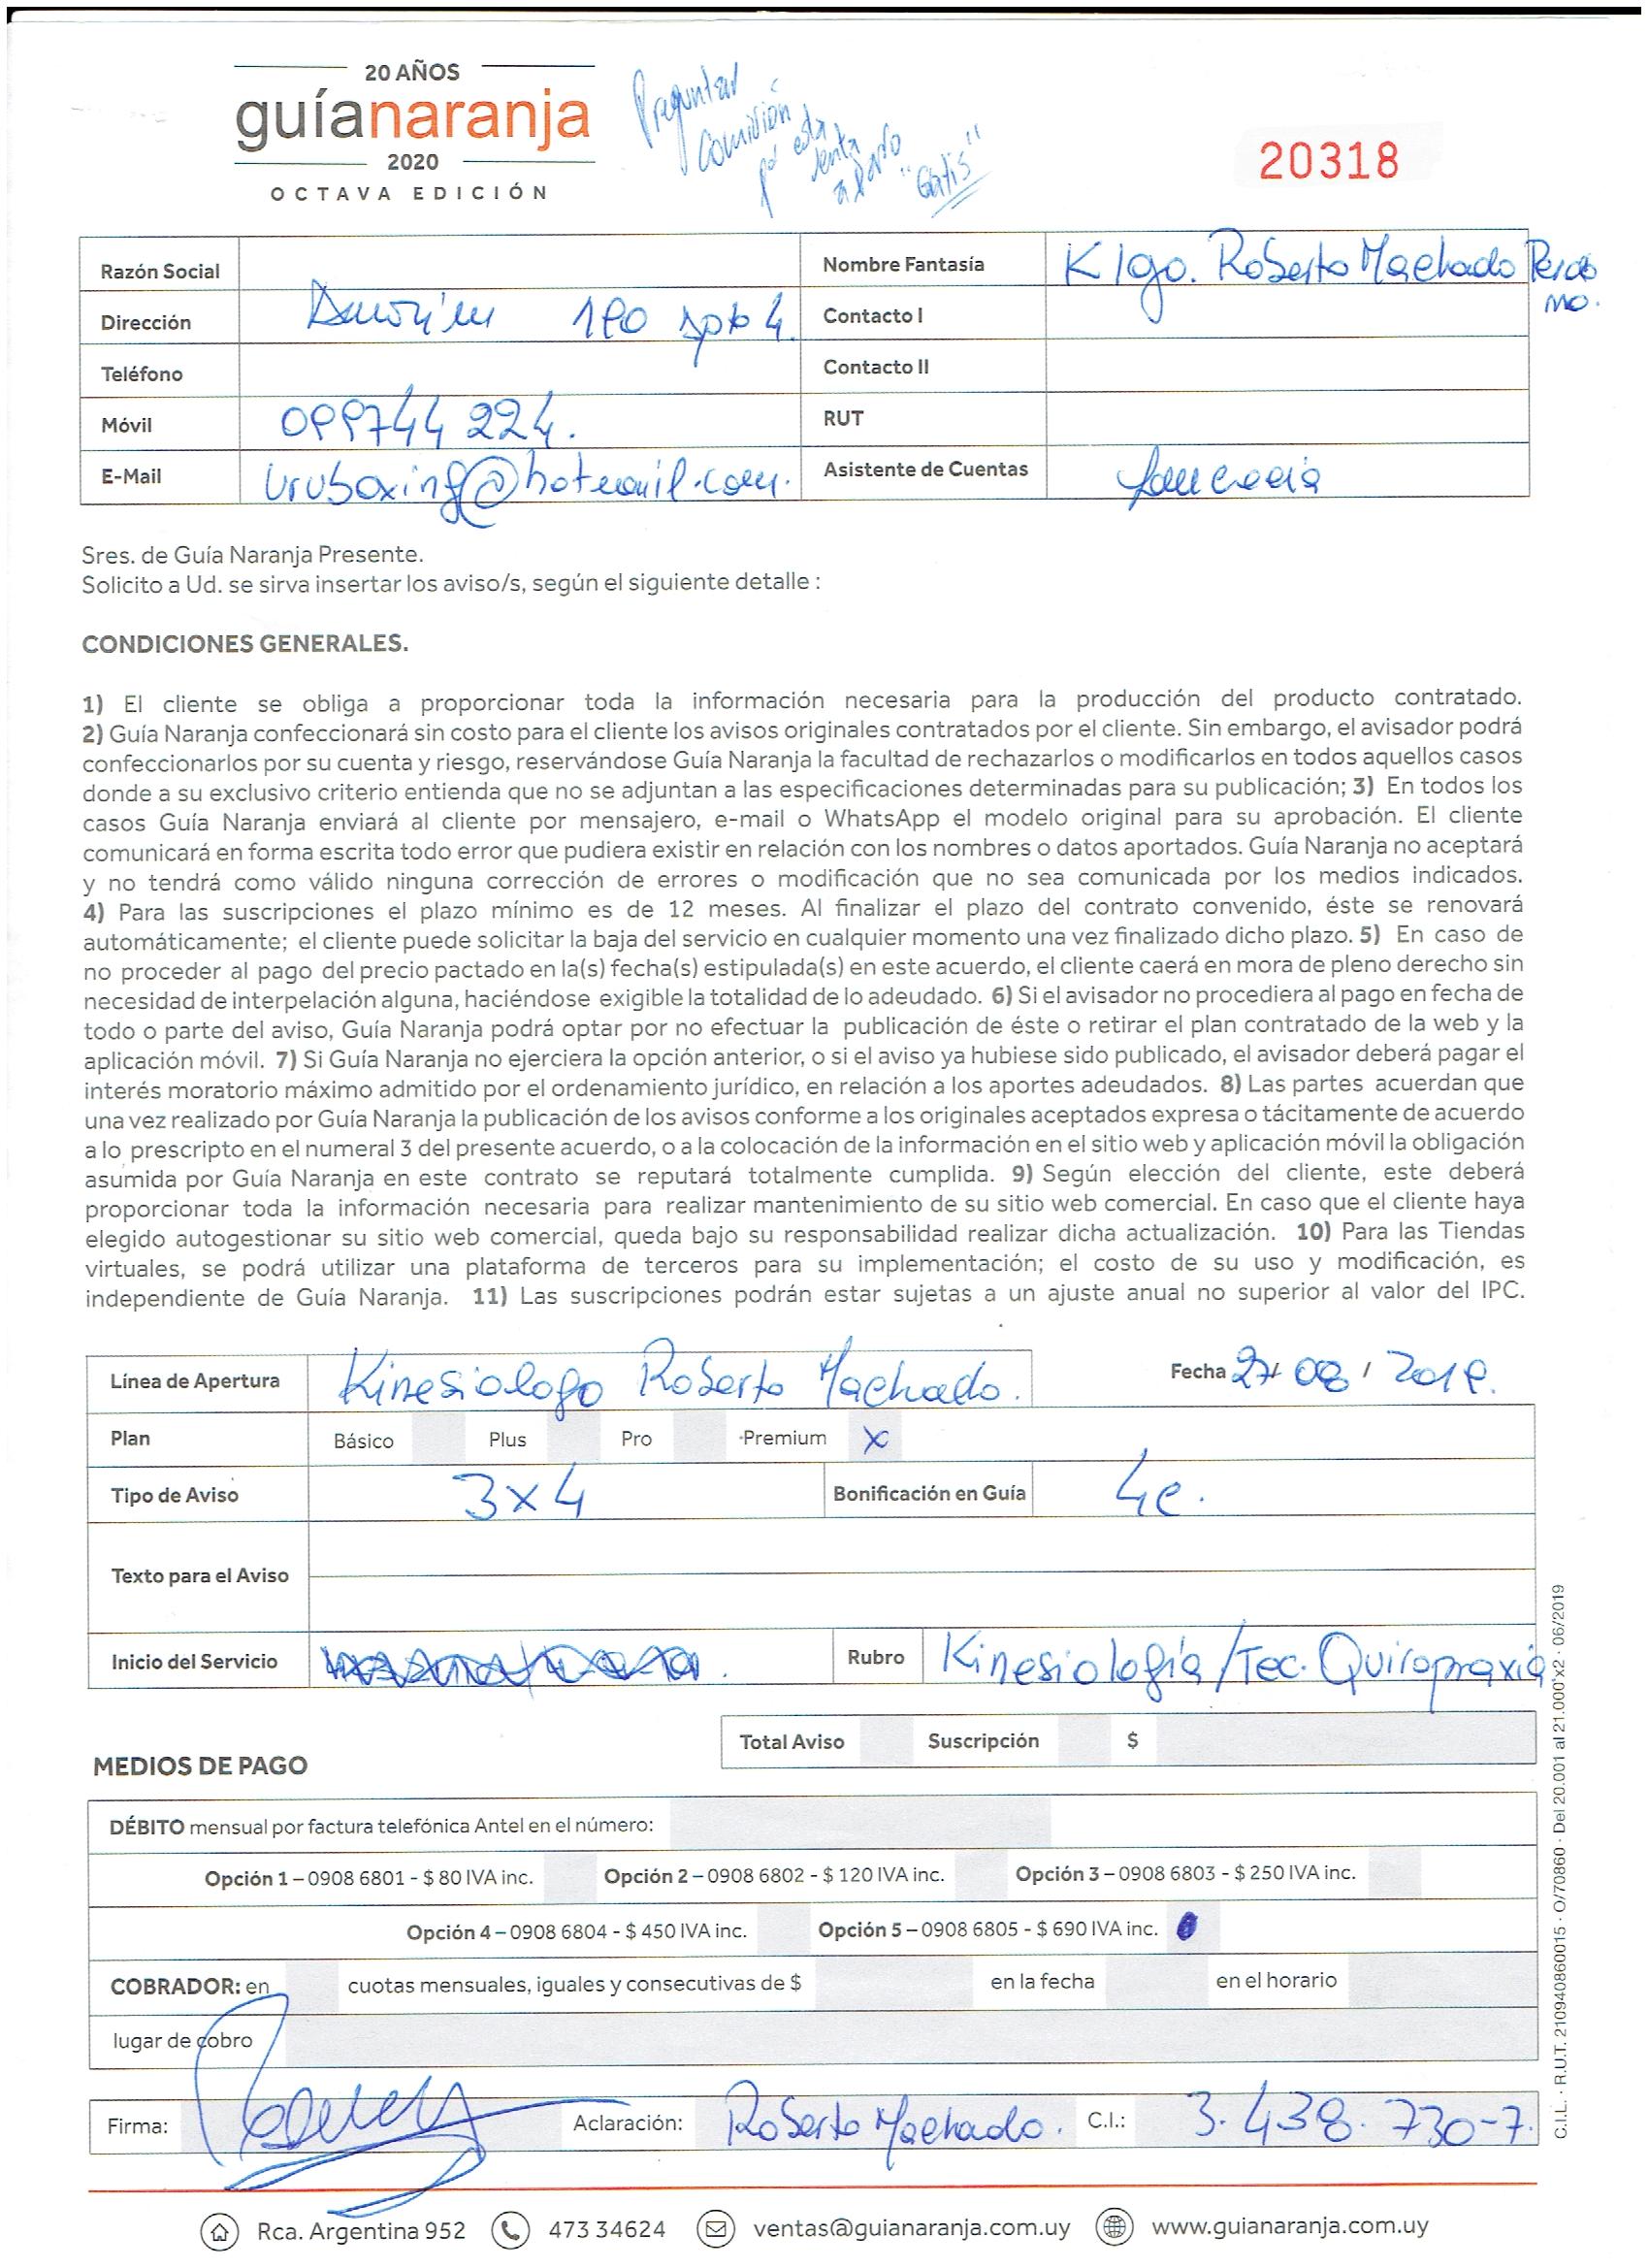 20 AÑOS
guíanaranja
2020
OCTAVA EDICIÓN
Preguntar
Comisión
esta
venta
"Gratis"
20318
Razón Social
Nombre Fantasía Klgo. Roberto Machado Perdo
mo.
Dirección 190 apto 4.
Contacto I
Teléfono
Contacto II
Móvil 099744 224.
RUT
E-Mail uruboxing@hotmail.com.
Asistente de Cuentas
Sres. de Guía Naranja Presente.
Solicito a Ud. se sirva insertar los aviso/s, según el siguiente detalle :
CONDICIONES GENERALES.
1) El cliente se obliga a proporcionar toda la información necesaria para la producción del producto contratado.
2) Guía Naranja confeccionará sin costo para el cliente los avisos originales contratados por el cliente. Sin embargo, el avisador podrá
confeccionarlos por su cuenta y riesgo, reservándose Guía Naranja la facultad de rechazarlos o modificarlos en todos aquellos casos
donde a su exclusivo criterio entienda que no se adjuntan a las especificaciones determinadas para su publicación; 3) En todos los
casos Guía Naranja enviará al cliente por mensajero, e-mail o WhatsApp el modelo original para su aprobación. El cliente
comunicará en forma escrita todo error que pudiera existir en relación con los nombres o datos aportados. Guía Naranja no aceptará
y no tendrá como válido ninguna corrección de errores o modificación que no sea comunicada por los medios indicados.
4) Para las suscripciones el plazo mínimo es de 12 meses. Al finalizar el plazo del contrato convenido, éste se renovará
automáticamente; el cliente puede solicitar la baja del servicio en cualquier momento una vez finalizado dicho plazo. 5) En caso de
no proceder al pago del precio pactado en la(s) fecha(s) estipulada(s) en este acuerdo, el cliente caerá en mora de pleno derecho sin
necesidad de interpelación alguna, haciéndose exigible la totalidad de lo adeudado. 6) Si el avisador no procediera al pago en fecha de
todo o parte del aviso, Guía Naranja podrá optar por no efectuar la publicación de éste o retirar el plan contratado de la web y la
aplicación móvil. 7) Si Guía Naranja no ejerciera la opción anterior, o si el aviso ya hubiese sido publicado, el avisador deberá pagar el
interés moratorio máximo admitido por el ordenamiento jurídico, en relación a los aportes adeudados. 8) Las partes acuerdan que
una vez realizado por Guía Naranja la publicación de los avisos conforme a los originales aceptados expresa o tácitamente de acuerdo
a lo prescripto en el numeral 3 del presente acuerdo, o a la colocación de la información en el sitio web y aplicación móvil la obligación
asumida por Guía Naranja en este contrato se reputará totalmente cumplida. 9) Según elección del cliente, este deberá
proporcionar toda la información necesaria para realizar mantenimiento de su sitio web comercial. En caso que el cliente haya
elegido autogestionar su sitio web comercial, queda bajo su responsabilidad realizar dicha actualización. 10) Para las Tiendas
virtuales, se podrá utilizar una plataforma de terceros para su implementación; el costo de su uso y modificación, es
independiente de Guía Naranja. 11) Las suscripciones podrán estar sujetas a un ajuste anual no superior al valor del IPC.
Línea de Apertura Kinesiologo Roberto Machado. Fecha 27/ 08 / 2019.
Plan Básico Plus Pro Premium X
Tipo de Aviso 3x4 Bonificación en Guía 4c.
Texto para el Aviso
Inicio del Servicio Rubro Kinesiología/Tec. Quiropraxia
Total Aviso Suscripción $
MEDIOS DE PAGO
DÉBITO mensual por factura telefónica Antel en el número:
Opción 1 – 0908 6801 - $ 80 IVA inc. Opción 2 – 0908 6802 - $ 120 IVA inc. Opción 3 – 0908 6803 - $ 250 IVA inc.
Opción 4 – 0908 6804 - $ 450 IVA inc. Opción 5 – 0908 6805 - $ 690 IVA inc.
COBRADOR: en cuotas mensuales, iguales y consecutivas de $ en la fecha en el horario
lugar de cobro
Firma: Aclaración: Roberto Machado. C.I.: 3.438.730-7.
Rca. Argentina 952 473 34624 ventas@guianaranja.com.uy www.guianaranja.com.uy
C.I.L. · R.U.T. 210940860015 · O/70860 · Del 20.001 al 21.000 x2 · 06/2019